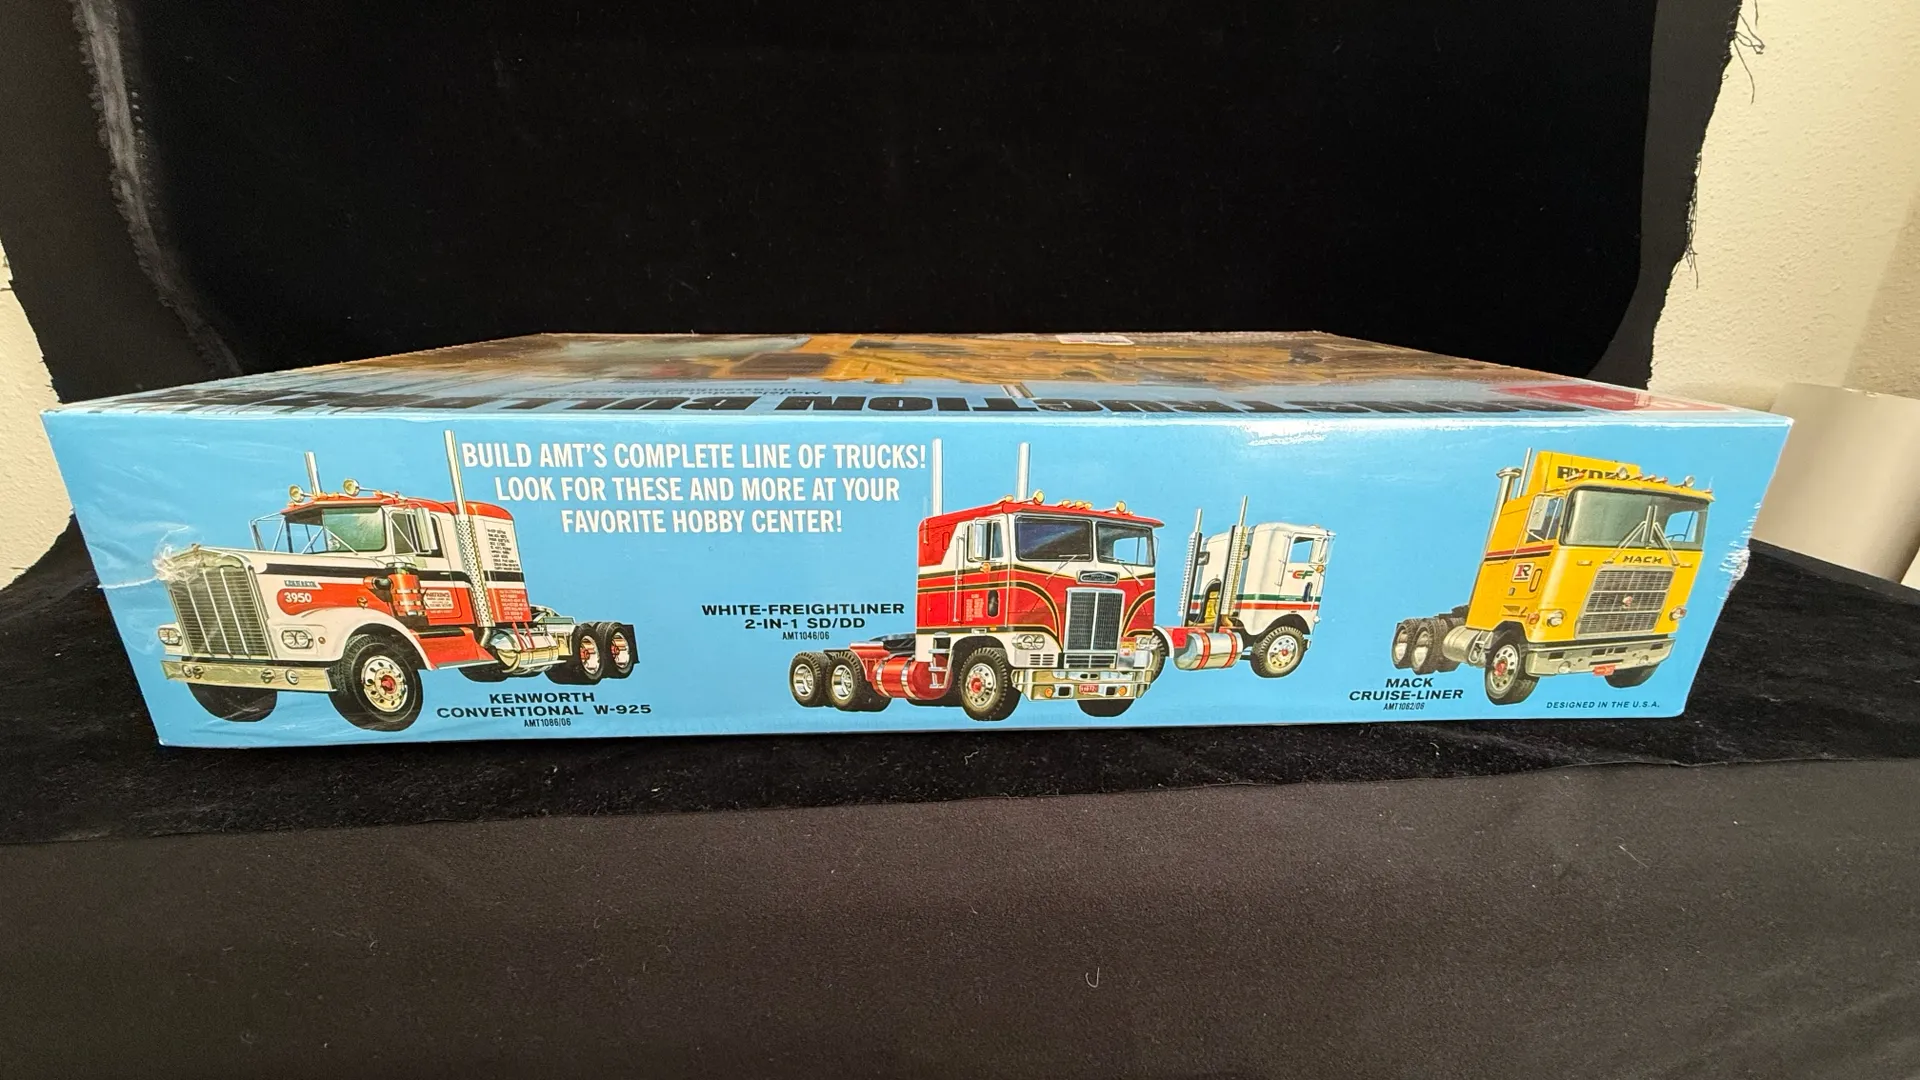 BUILD AMT'S COMPLETE LINE OF TRUCKS!
LOOK FOR THESE AND MORE AT YOUR
FAVORITE HOBBY CENTER!
3950
KENWORTH
CONVENTIONAL W-925
AMT1086/06
WHITE-FREIGHTLINER
2-IN-1 SD/DD
AMT1046/06
CF
MACK
R
MACK
CRUISE-LINER
AMT1062/06
DESIGNED IN THE U.S.A.